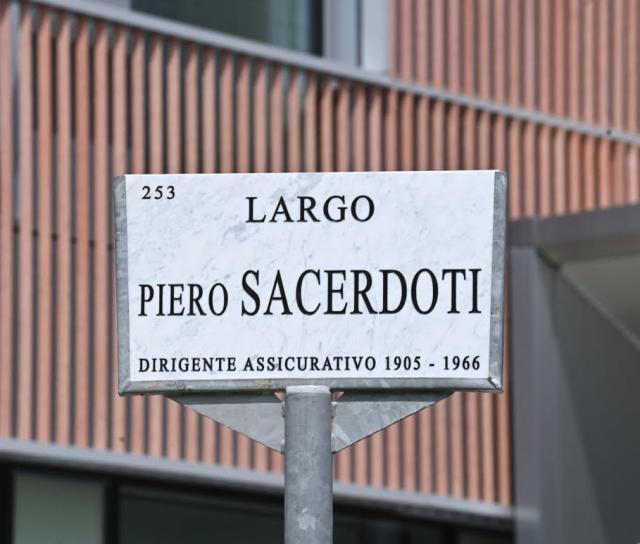 253
LARGO
PIERO SACERDOTI
DIRIGENTE ASSICURATIVO 1905 - 1966